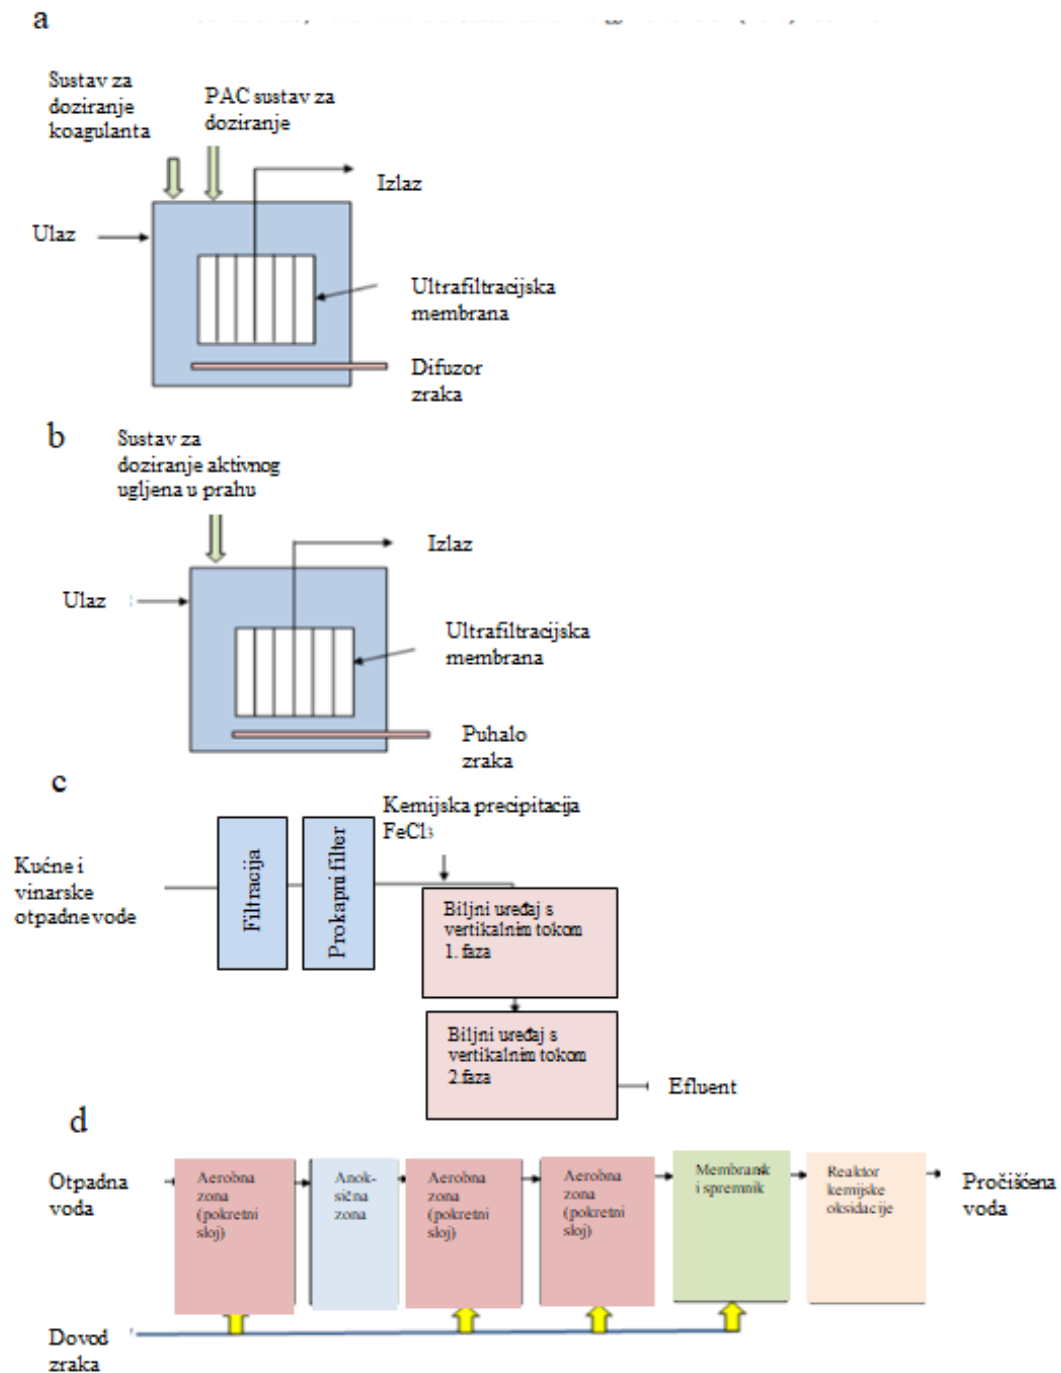 a
Sustav za
doziranje
koagulanta
PAC sustav za
doziranje
Izlaz
Ulaz
Ultrafiltracijska
membrana
Difuzor
zraka
b
Sustav za
doziranje aktivnog
ugljena u prahu
Izlaz
Ulaz
Ultrafiltracijska
membrana
Puhalo
zraka
c
Kemijska precipitacija
FeCl3
Kućne i
vinarske
otpadne vode
Filtracija
Prokapni filter
Biljni uređaj s
vertikalnim tokom
1. faza
Biljni uređaj s
vertikalnim tokom
2.faza
Efluent
d
Otpadna
voda
Aerobna
zona
(pokretni
sloj)
Anok-
sična
zona
Aerobna
zona
(pokretni
sloj)
Aerobna
zona
(pokretni
sloj)
Membransk
i spremnik
Reaktor
kemijske
oksidacije
Pročišćena
voda
Dovod
zraka